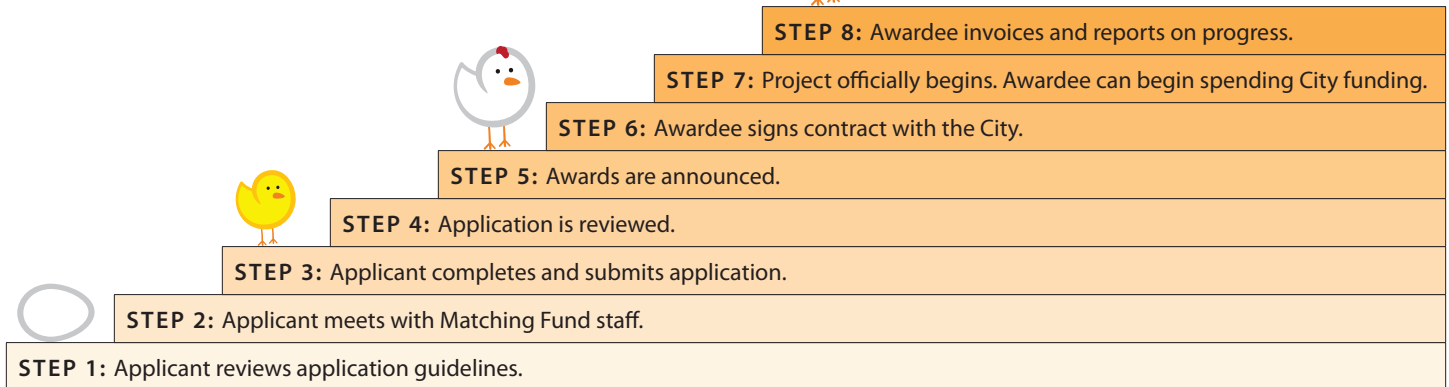 STEP 8: Awardee invoices and reports on progress.
STEP 7: Project officially begins. Awardee can begin spending City funding.
STEP 6: Awardee signs contract with the City.
STEP 5: Awards are announced.
STEP 4: Application is reviewed.
STEP 3: Applicant completes and submits application.
STEP 2: Applicant meets with Matching Fund staff.
STEP 1: Applicant reviews application guidelines.